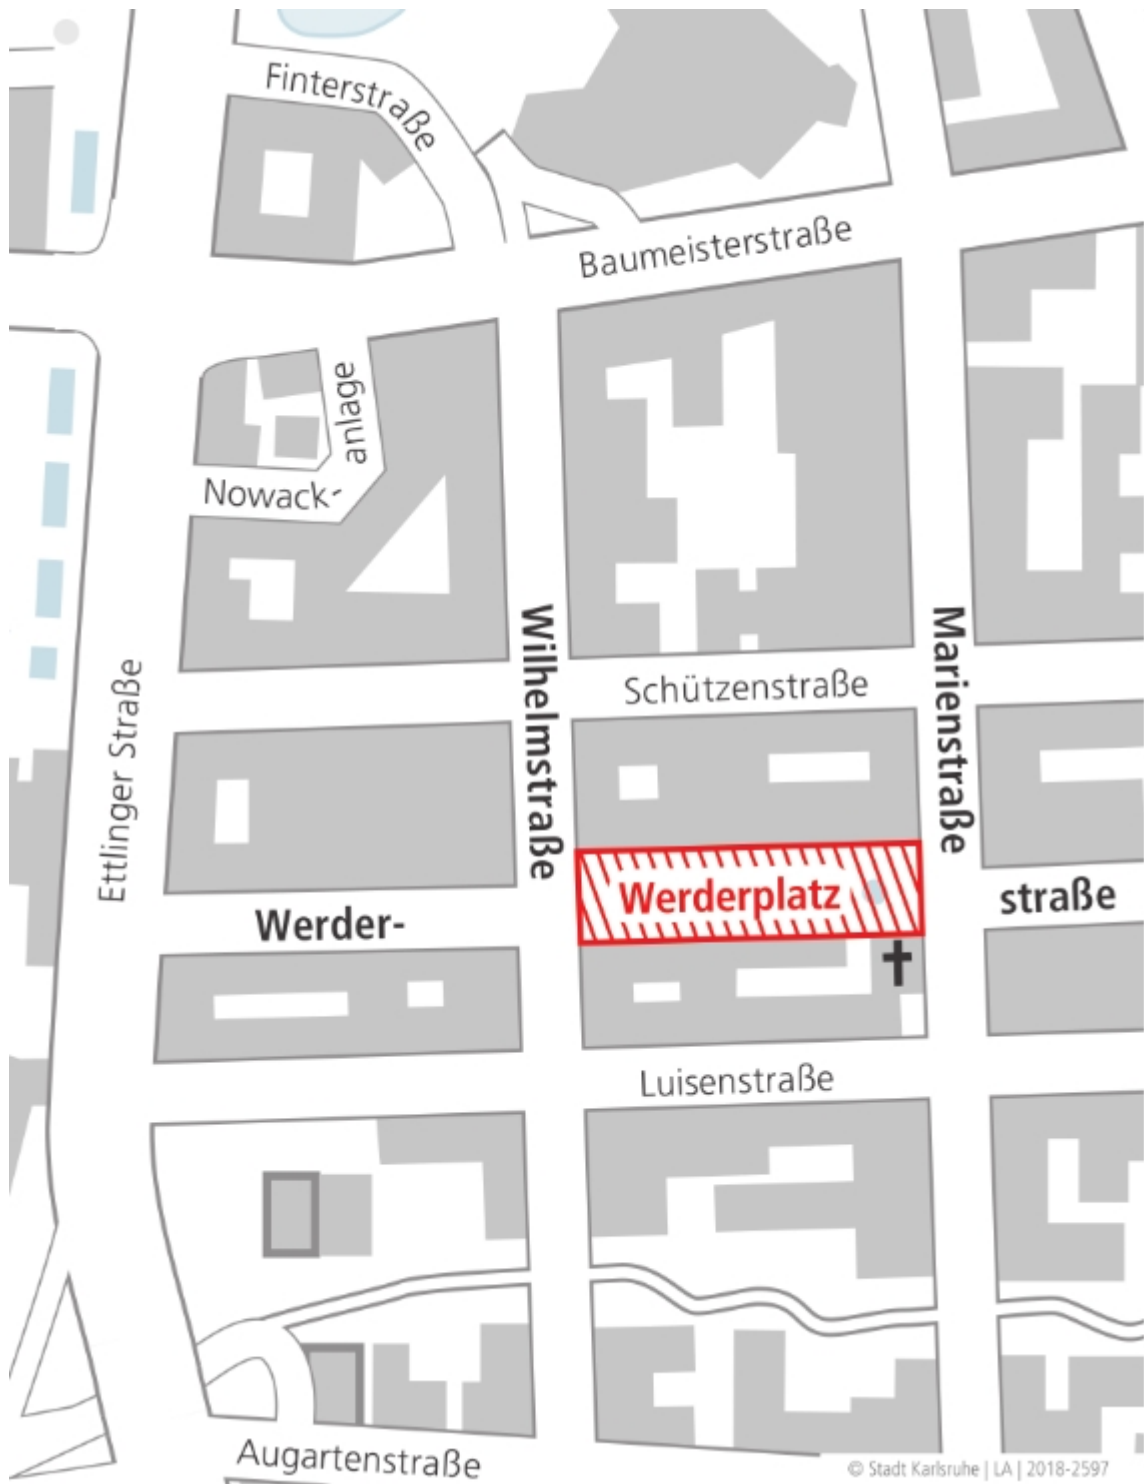 Finterstraße
Baumeisterstraße
anlage
Nowack-
Wilhelmstraße
Marienstraße
Ettlinger Straße
Schützenstraße
Werder-
Werderplatz
straße
Luisenstraße
Augartenstraße
© Stadt Karlsruhe | LA | 2018-2597